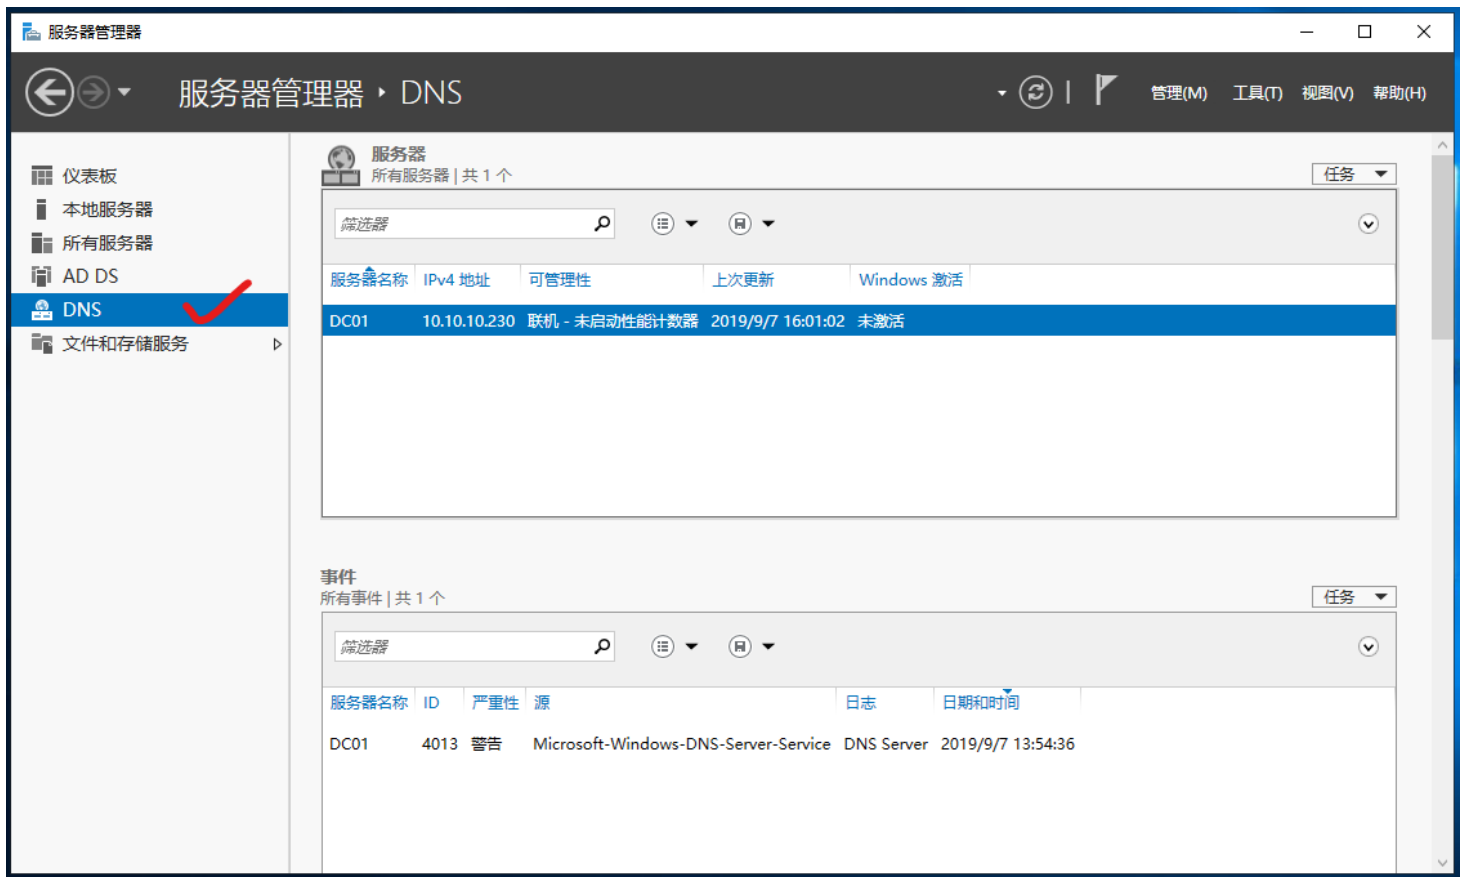 服务器管理器
服务器管理器 ‣ DNS
管理(M) 工具(T) 视图(V) 帮助(H)
仪表板
本地服务器
所有服务器
AD DS
DNS
文件和存储服务
服务器
所有服务器 | 共 1 个
任务
筛选器
服务器名称 IPv4 地址 可管理性 上次更新 Windows 激活
DC01 10.10.10.230 联机 - 未启动性能计数器 2019/9/7 16:01:02 未激活
事件
所有事件 | 共 1 个
任务
筛选器
服务器名称 ID 严重性 源 日志 日期和时间
DC01 4013 警告 Microsoft-Windows-DNS-Server-Service DNS Server 2019/9/7 13:54:36